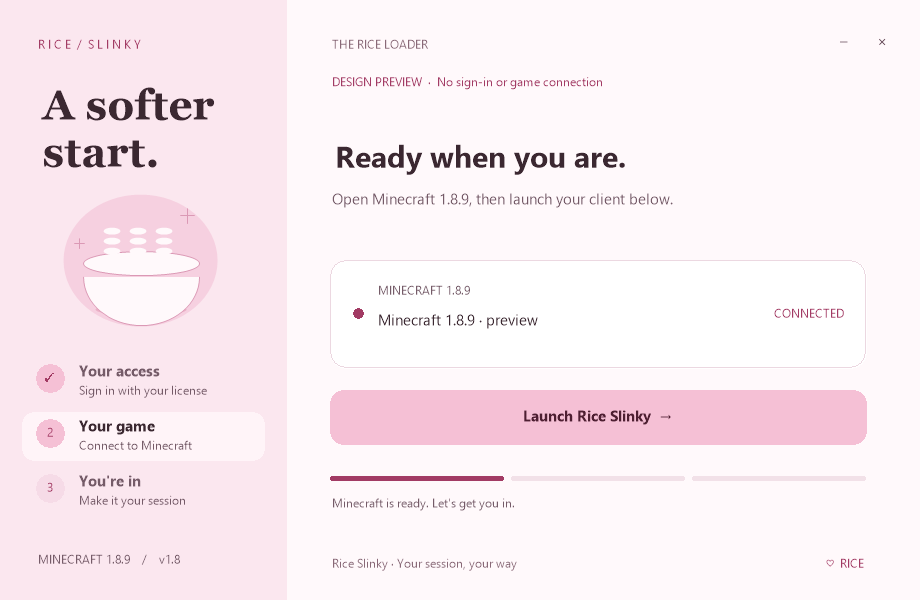 RICE / SLINKY
A softer
start.
✓
Your access
Sign in with your license
2
Your game
Connect to Minecraft
3
You're in
Make it your session
MINECRAFT 1.8.9 / v1.8
THE RICE LOADER
– ×
DESIGN PREVIEW · No sign-in or game connection
Ready when you are.
Open Minecraft 1.8.9, then launch your client below.
MINECRAFT 1.8.9
Minecraft 1.8.9 · preview
CONNECTED
Launch Rice Slinky →
Minecraft is ready. Let's get you in.
Rice Slinky · Your session, your way
♡ RICE